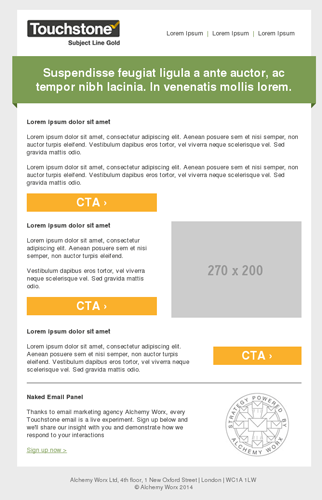 Touchstone
Subject Line Gold
Lorem Ipsum | Lorem Ipsum | Lorem Ipsum
Suspendisse feugiat ligula a ante auctor, ac
tempor nibh lacinia. In venenatis mollis lorem.
Lorem ipsum dolor sit amet
Lorem ipsum dolor sit amet, consectetur adipiscing elit. Aenean posuere sem et nisi semper, non
auctor turpis eleifend. Vestibulum dapibus eros tortor, vel viverra neque scelerisque vel. Sed
gravida mattis odio.
Lorem ipsum dolor sit amet, consectetur adipiscing elit. Aenean posuere sem et nisi semper, non
auctor turpis eleifend. Vestibulum dapibus eros tortor, vel viverra neque scelerisque vel. Sed
gravida mattis odio.
CTA ›
Lorem ipsum dolor sit amet
Lorem ipsum dolor sit amet, consectetur
adipiscing elit. Aenean posuere sem et nisi
semper, non auctor turpis eleifend.
Vestibulum dapibus eros tortor, vel viverra
neque scelerisque vel. Sed gravida mattis
odio.
CTA ›
270 x 200
Lorem ipsum dolor sit amet
Lorem ipsum dolor sit amet, consectetur adipiscing elit.
Aenean posuere sem et nisi semper, non auctor turpis
eleifend. Vestibulum dapibus eros tortor, vel viverra
neque scelerisque vel. Sed gravida mattis odio.
CTA ›
Naked Email Panel
Thanks to email marketing agency Alchemy Worx, every
Touchstone email is a live experiment. Sign up below and
we'll share our insight with you and demonstrate how we
respond to your interactions
Sign up now »
STRATEGY POWERED BY
ALCHEMY WORX
Alchemy Worx Ltd, 4th floor, 1 New Oxford Street | London | WC1A 1LW
© Alchemy Worx 2014